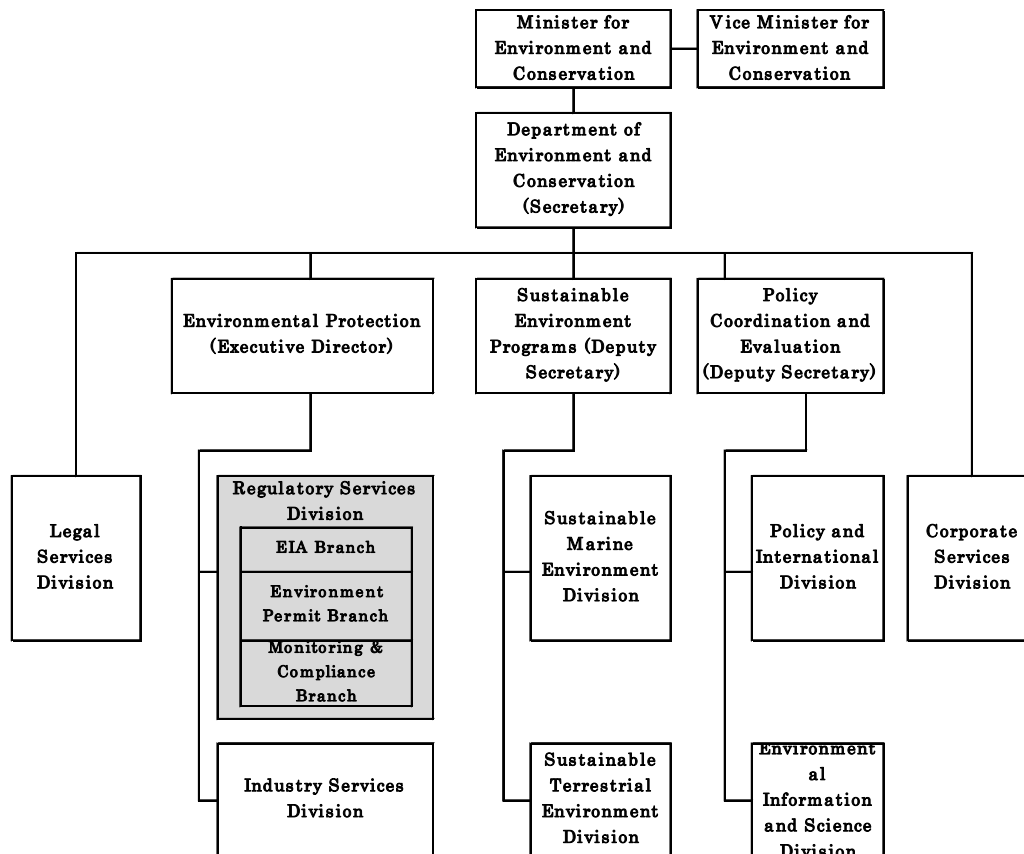 Minister for
Environment and
Conservation
Vice Minister for
Environment and
Conservation
Department of
Environment and
Conservation
(Secretary)
Environmental Protection
(Executive Director)
Sustainable
Environment
Programs (Deputy
Secretary)
Policy
Coordination and
Evaluation
(Deputy Secretary)
Legal
Services
Division
Regulatory Services
Division
EIA Branch
Environment
Permit Branch
Monitoring &
Compliance
Branch
Sustainable
Marine
Environment
Division
Policy and
International
Division
Corporate
Services
Division
Industry Services
Division
Sustainable
Terrestrial
Environment
Division
Environment
al
Information
and Science
Division